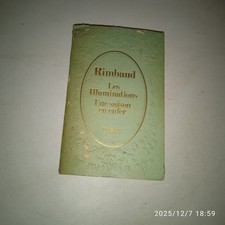 Rimbaud
Les
Illuminations
Une saison
en enfer
2025/12/7 18:59